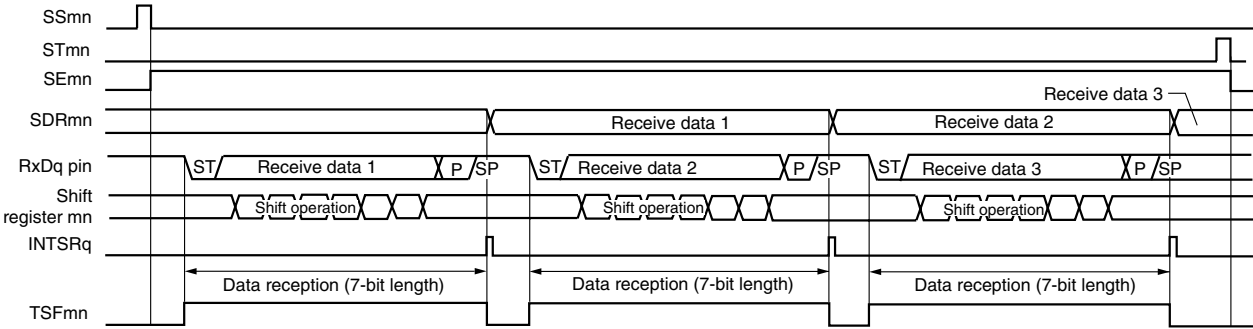 SSmn
STmn
SEmn
Receive data 3
SDRmn
Receive data 1
Receive data 2
RxDq pin
ST
Receive data 1
P
SP
ST
Receive data 2
P
SP
ST
Receive data 3
P
SP
Shift
register mn
Shift operation
Shift operation
Shift operation
INTSRq
Data reception (7-bit length)
Data reception (7-bit length)
Data reception (7-bit length)
TSFmn